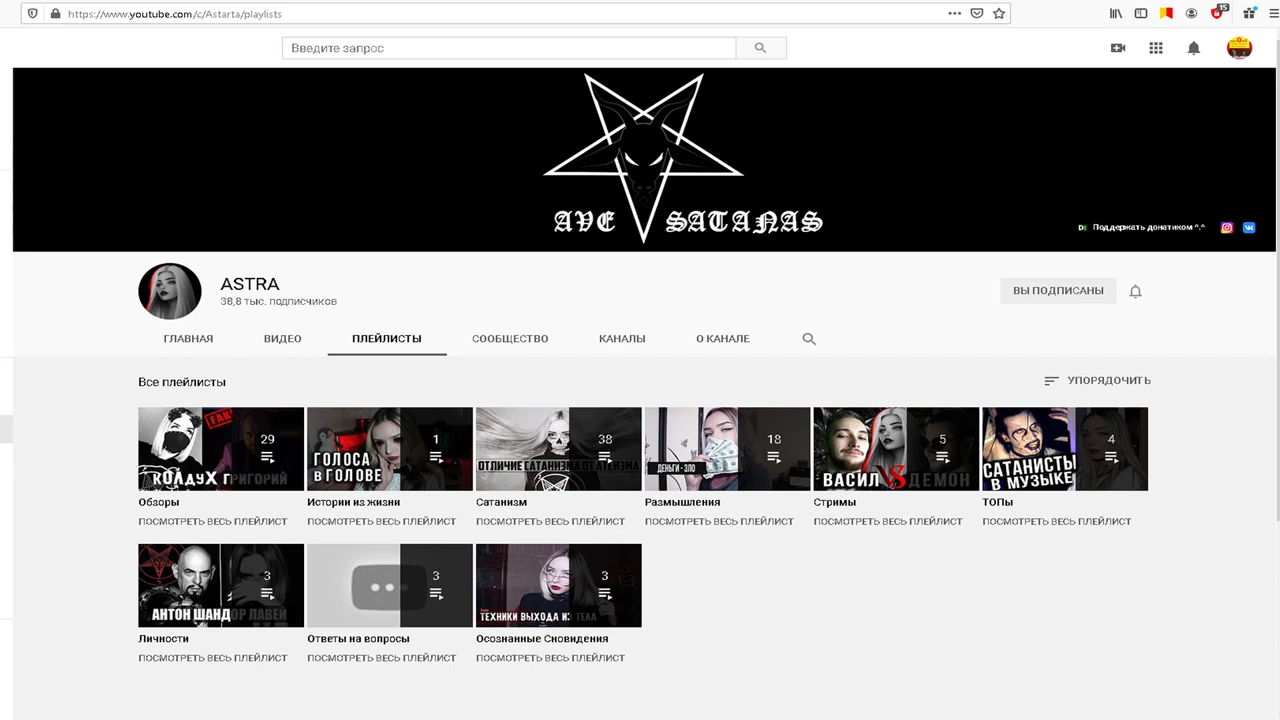 https://www.youtube.com/c/Astarta/playlists
15
Введите запрос
AVE SATANAS
Поддержать донатиком ^.^
ASTRA
38,8 тыс. подписчиков
ВЫ ПОДПИСАНЫ
ГЛАВНАЯ ВИДЕО ПЛЕЙЛИСТЫ СООБЩЕСТВО КАНАЛЫ О КАНАЛЕ
Все плейлисты
УПОРЯДОЧИТЬ
FAKE
29
КОЛДУХ ГРИГОРИЙ
Обзоры
ПОСМОТРЕТЬ ВЕСЬ ПЛЕЙЛИСТ
1
ГОЛОСА
В ГОЛОВЕ
Истории из жизни
ПОСМОТРЕТЬ ВЕСЬ ПЛЕЙЛИСТ
38
ОТЛИЧИЕ САТАНИЗМА ОТ АТЕИЗМА
Сатанизм
ПОСМОТРЕТЬ ВЕСЬ ПЛЕЙЛИСТ
18
ДЕНЬГИ - ЗЛО
Размышления
ПОСМОТРЕТЬ ВЕСЬ ПЛЕЙЛИСТ
5
ВАСИЛ VS ДЕМОН
Стримы
ПОСМОТРЕТЬ ВЕСЬ ПЛЕЙЛИСТ
4
САТАНИСТЫ
В МУЗЫКЕ
ТОПы
ПОСМОТРЕТЬ ВЕСЬ ПЛЕЙЛИСТ
3
АНТОН ШАНДОР ЛАВЕЙ
Личности
ПОСМОТРЕТЬ ВЕСЬ ПЛЕЙЛИСТ
3
Ответы на вопросы
ПОСМОТРЕТЬ ВЕСЬ ПЛЕЙЛИСТ
3
ТЕХНИКИ ВЫХОДА ИЗ ТЕЛА
Осознанные Сновидения
ПОСМОТРЕТЬ ВЕСЬ ПЛЕЙЛИСТ